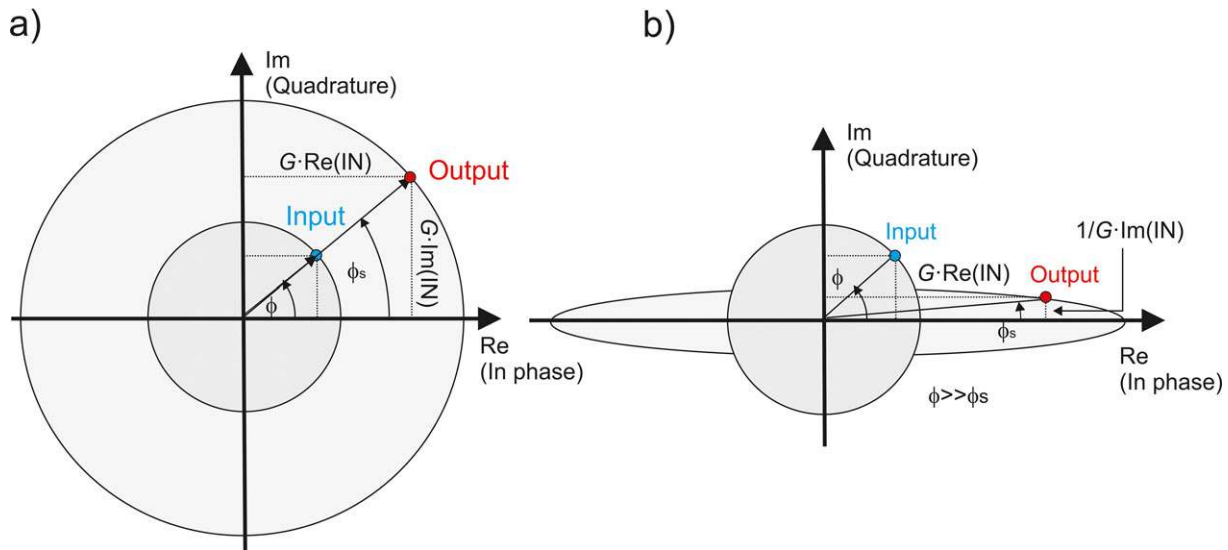 a)
Im
(Quadrature)
G·Re(IN)
Output
Input
G·Im(IN)
ϕs
ϕ
Re
(In phase)
b)
Im
(Quadrature)
Input
1/G·Im(IN)
G·Re(IN)
Output
ϕ
ϕs
Re
(In phase)
ϕ>>ϕs